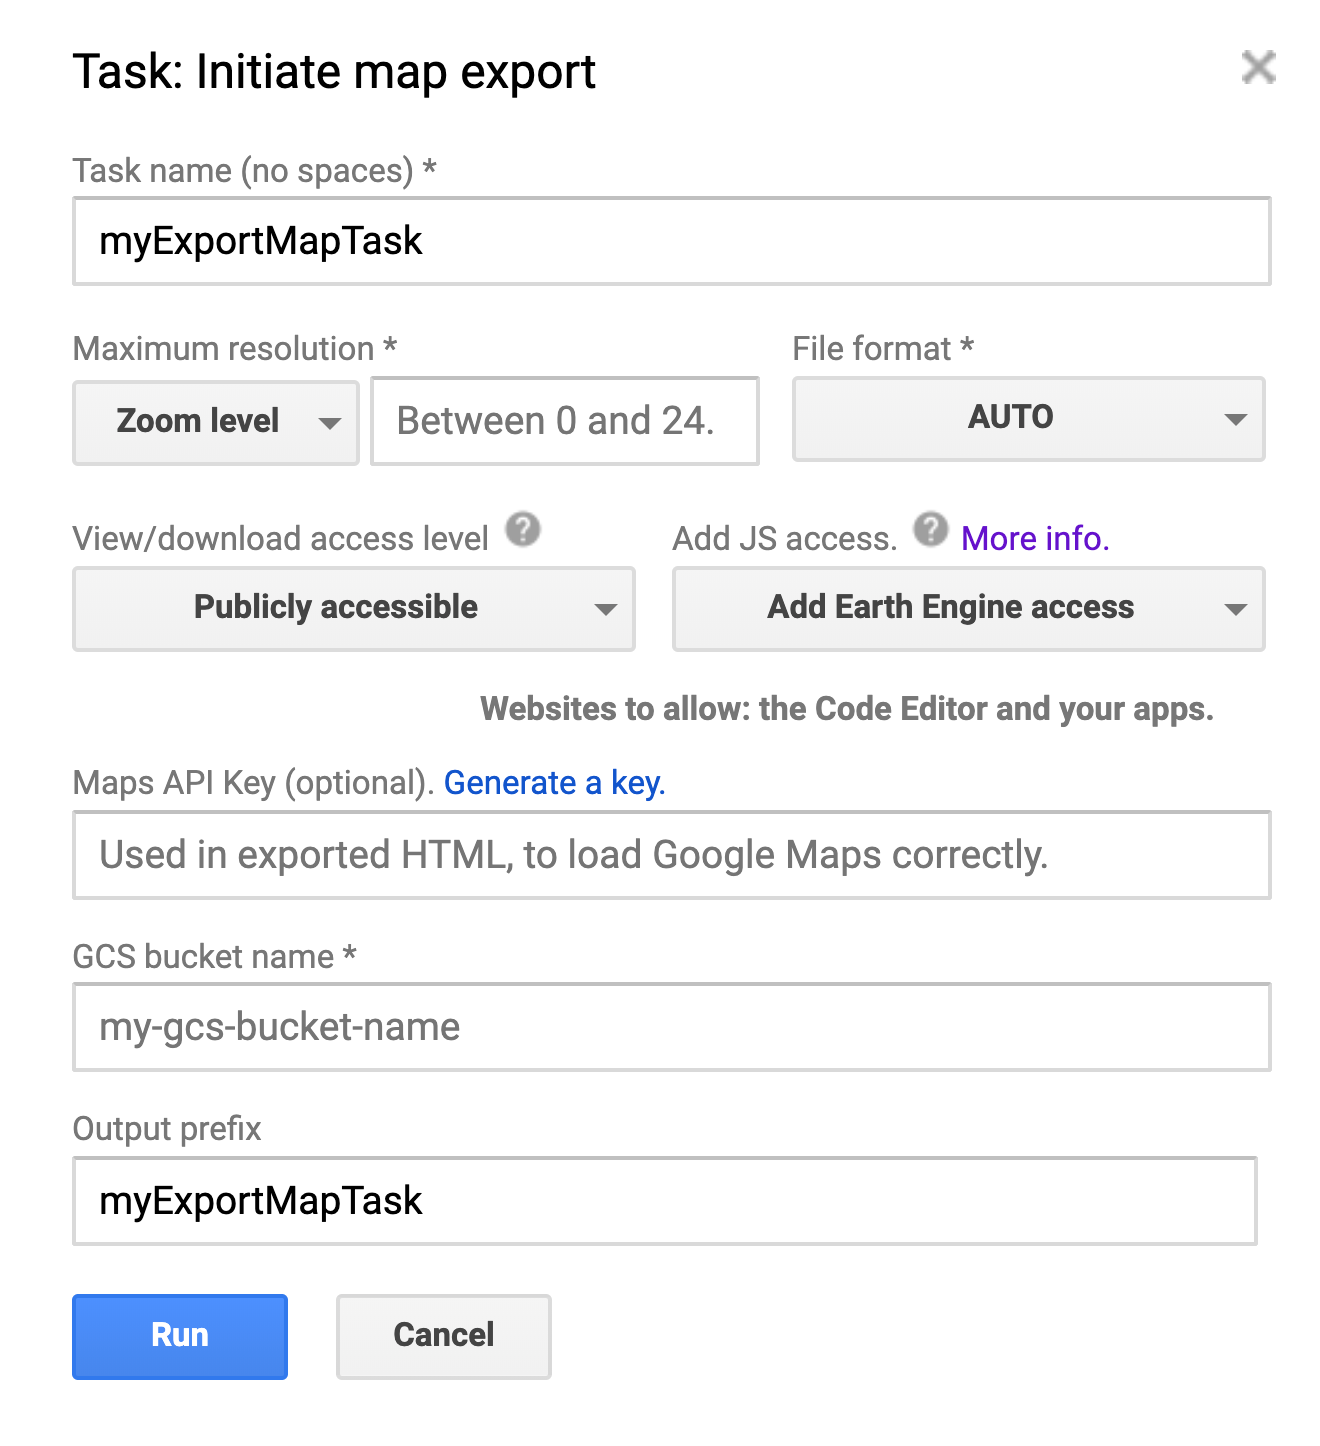 Task: Initiate map export
Task name (no spaces) *
myExportMapTask
Maximum resolution * File format *
Zoom level Between 0 and 24. AUTO
View/download access level ? Add JS access. ? More info.
Publicly accessible Add Earth Engine access
Websites to allow: the Code Editor and your apps.
Maps API Key (optional). Generate a key.
Used in exported HTML, to load Google Maps correctly.
GCS bucket name *
my-gcs-bucket-name
Output prefix
myExportMapTask
Run Cancel